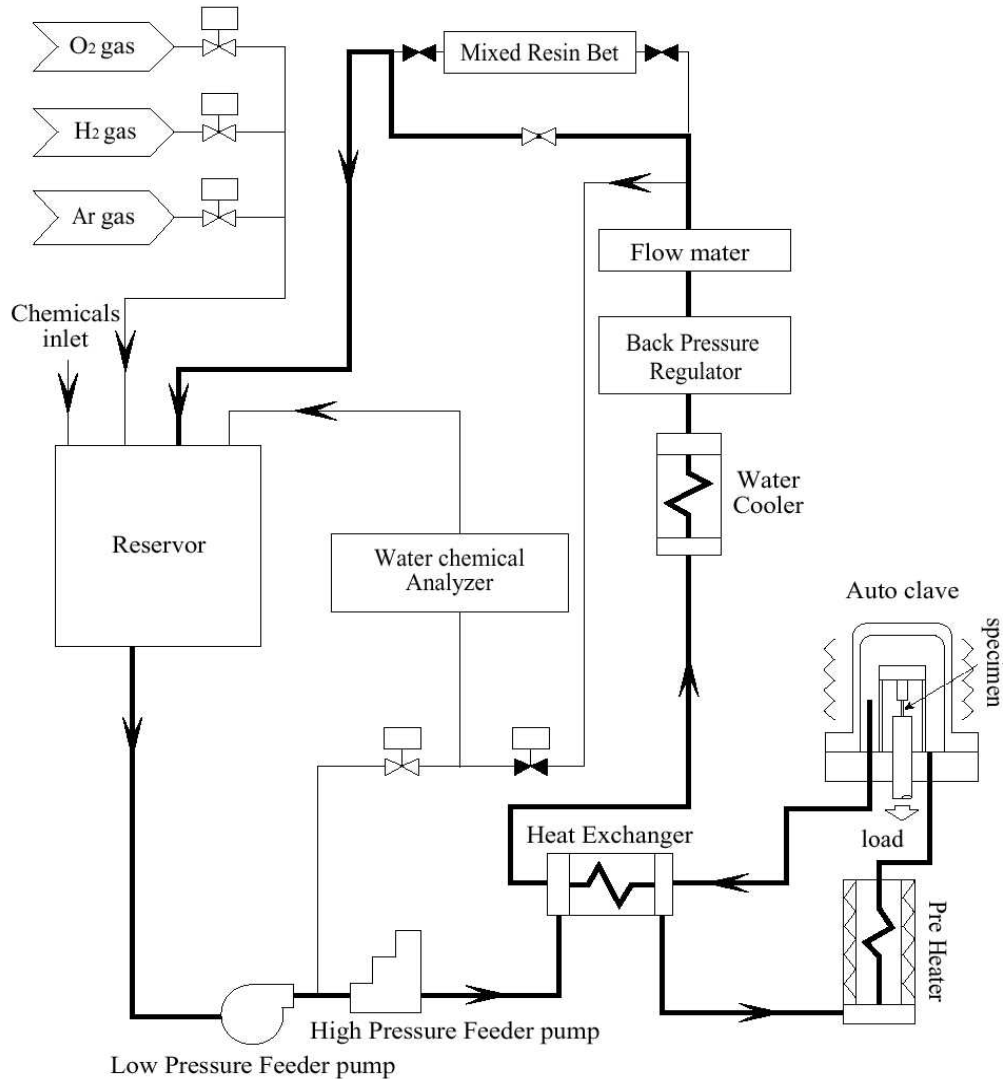 O2 gas
H2 gas
Ar gas
Chemicals
inlet
Mixed Resin Bet
Flow mater
Back Pressure
Regulator
Water
Cooler
Reservor
Water chemical
Analyzer
Auto clave
specimen
load
Heat Exchanger
Pre Heater
High Pressure Feeder pump
Low Pressure Feeder pump